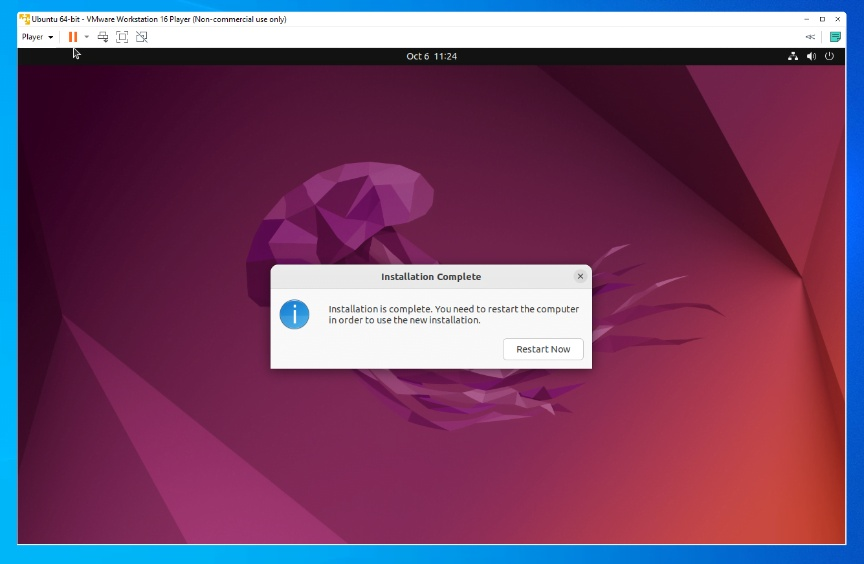 Ubuntu 64-bit - VMware Workstation 16 Player (Non-commercial use only)
Player
Oct 6 11:24
Installation Complete
Installation is complete. You need to restart the computer
in order to use the new installation.
Restart Now